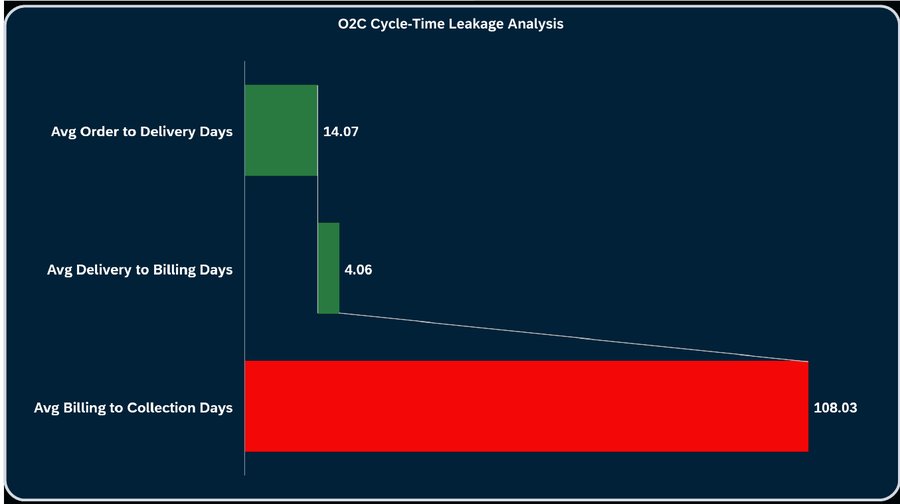 O2C Cycle-Time Leakage Analysis
Avg Order to Delivery Days
14.07
Avg Delivery to Billing Days
4.06
Avg Billing to Collection Days
108.03